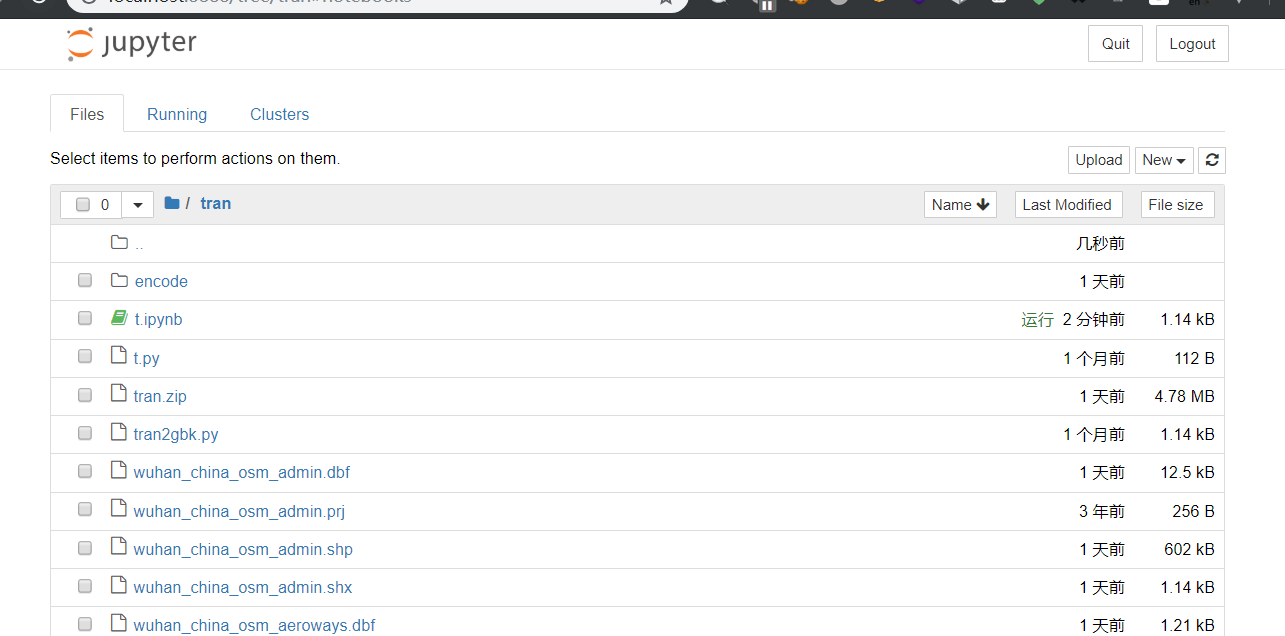 jupyter Quit Logout
Files Running Clusters
Select items to perform actions on them. Upload New
0 / tran Name Last Modified File size
.. 几秒前
encode 1 天前
t.ipynb 运行 2 分钟前 1.14 kB
t.py 1 个月前 112 B
tran.zip 1 天前 4.78 MB
tran2gbk.py 1 个月前 1.14 kB
wuhan_china_osm_admin.dbf 1 天前 12.5 kB
wuhan_china_osm_admin.prj 3 年前 256 B
wuhan_china_osm_admin.shp 1 天前 602 kB
wuhan_china_osm_admin.shx 1 天前 1.14 kB
wuhan_china_osm_aeroways.dbf 1 天前 1.21 kB